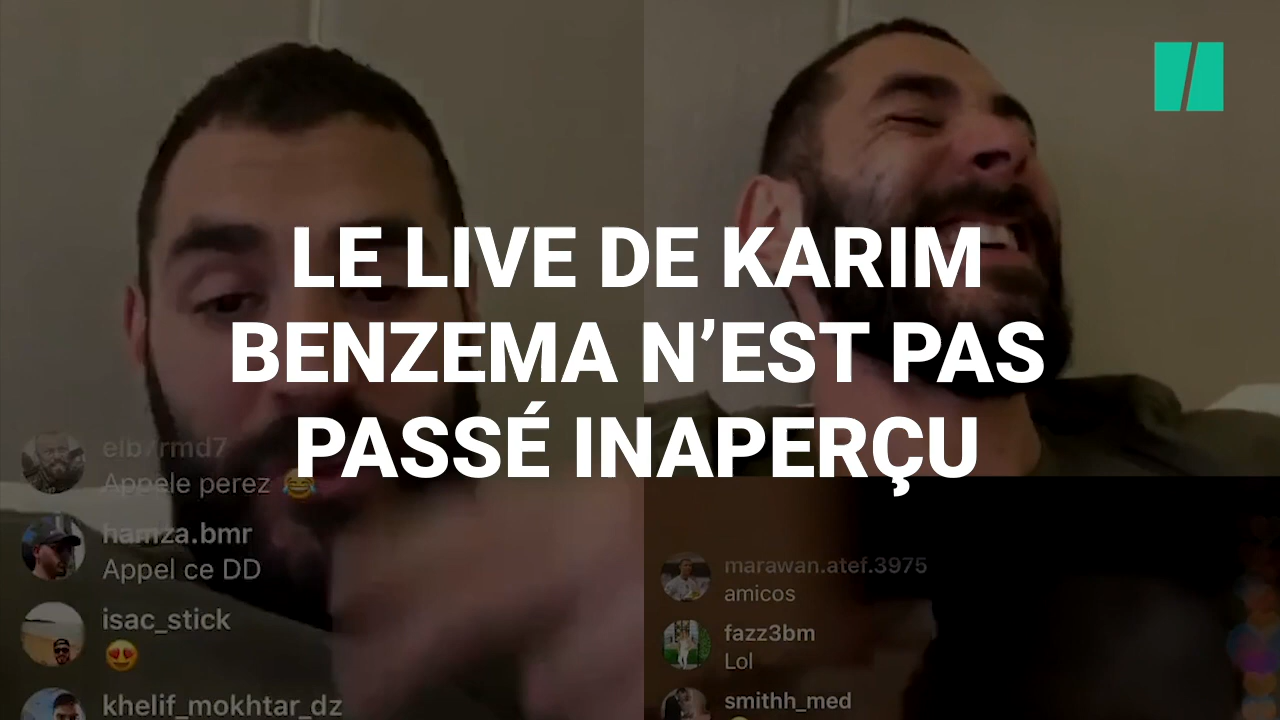 LE LIVE DE KARIM
BENZEMA N’EST PAS
PASSÉ INAPERÇU
elb7rmd7
Appele perez 😂
hamza.bmr
Appel ce DD
isac_stick
😍
khelif_mokhtar_dz
marawan.atef.3975
amicos
fazz3bm
Lol
smithh_med